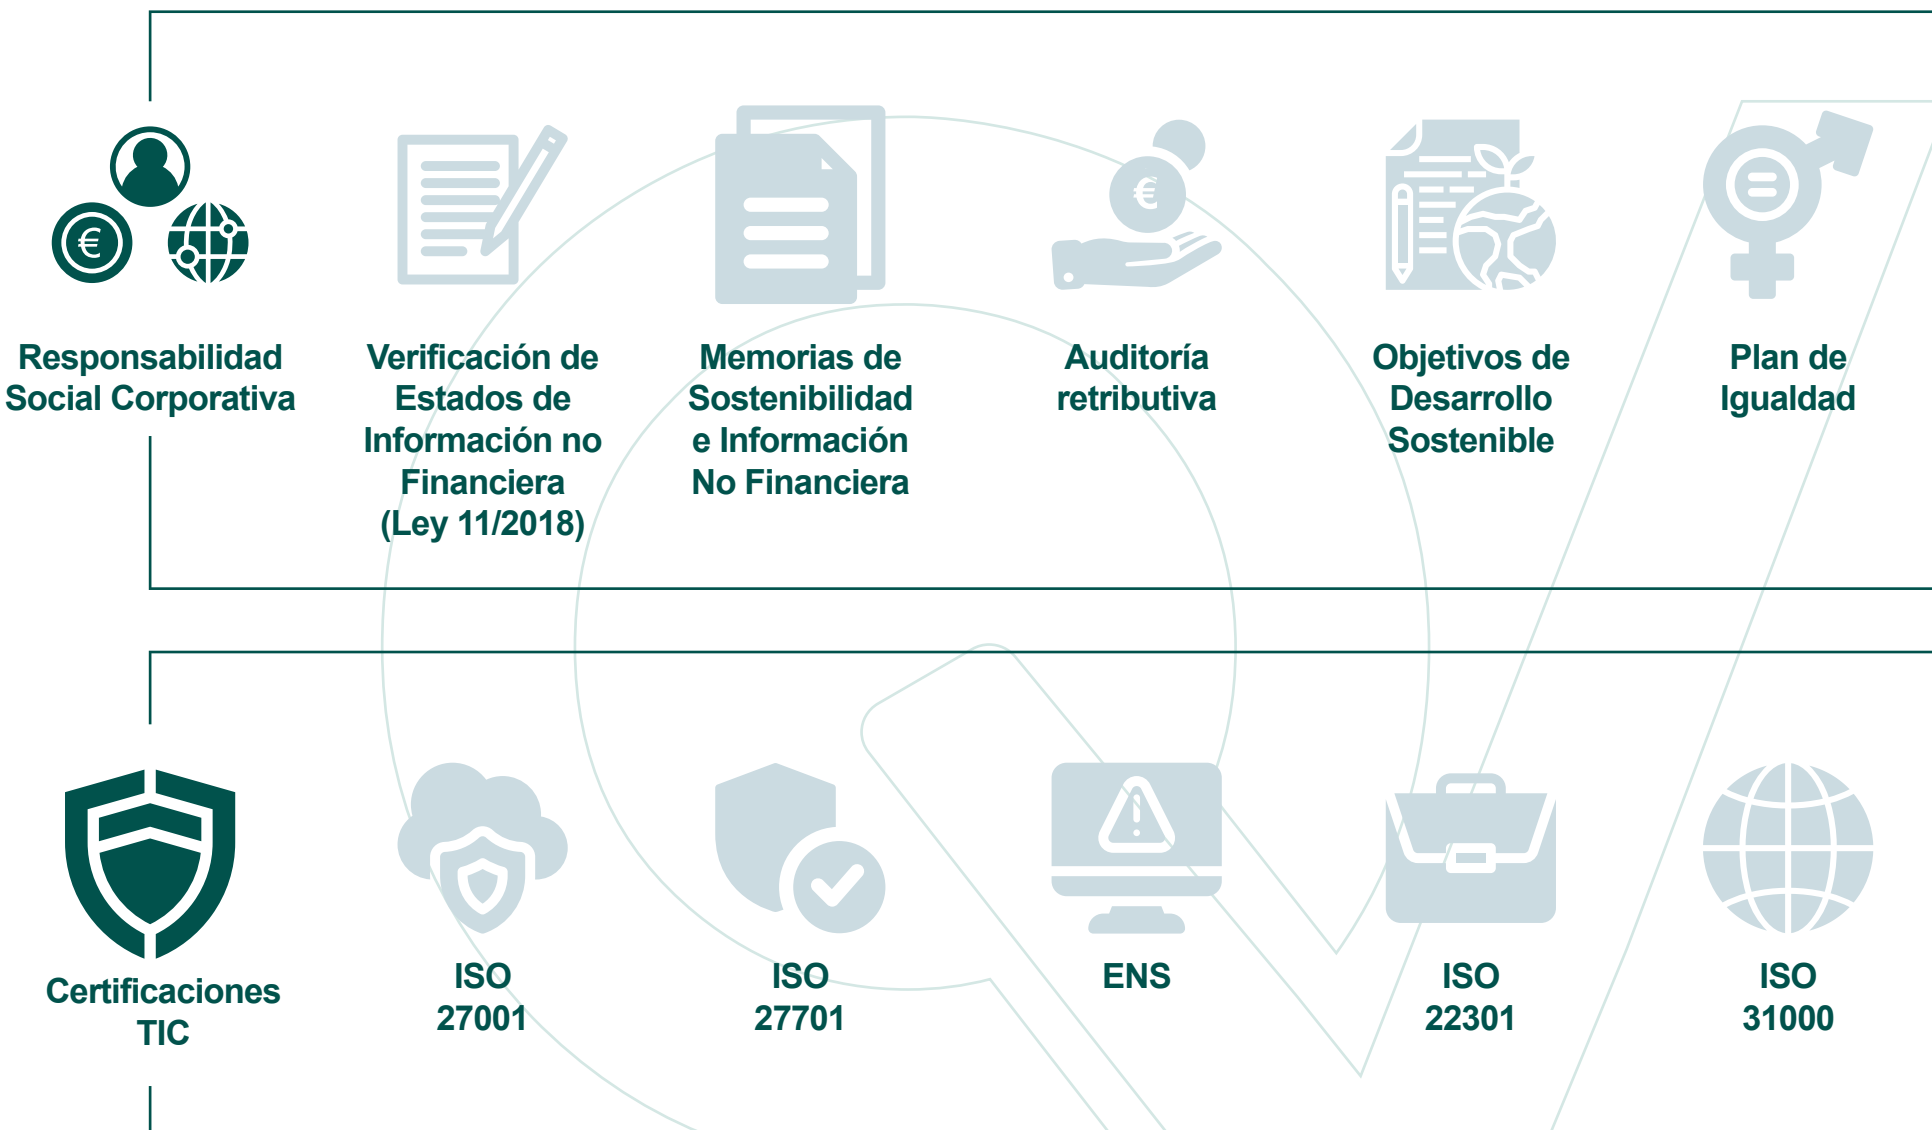 Responsabilidad
Social Corporativa
Verificación de
Estados de
Información no
Financiera
(Ley 11/2018)
Memorias de
Sostenibilidad
e Información
No Financiera
Auditoría
retributiva
Objetivos de
Desarrollo
Sostenible
Plan de
Igualdad
Certificaciones
TIC
ISO
27001
ISO
27701
ENS
ISO
22301
ISO
31000